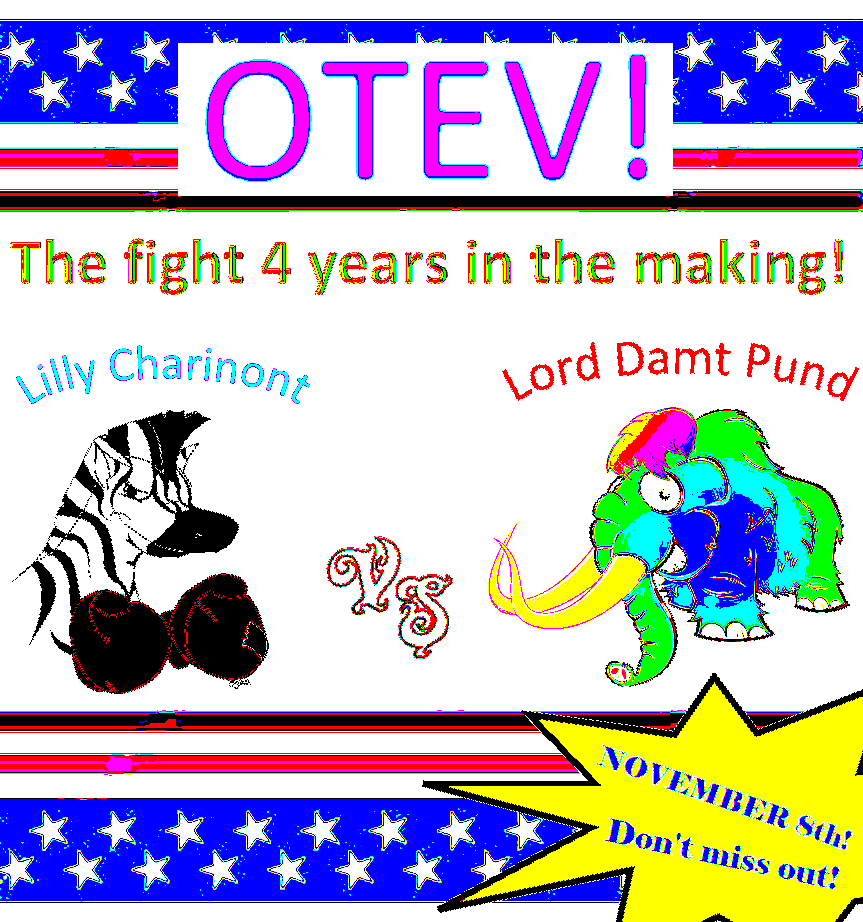 OTEV!
The fight 4 years in the making!
Lilly Charinont
Lord Damt Pund
VS
NOVEMBER 8th!
Don't miss out!